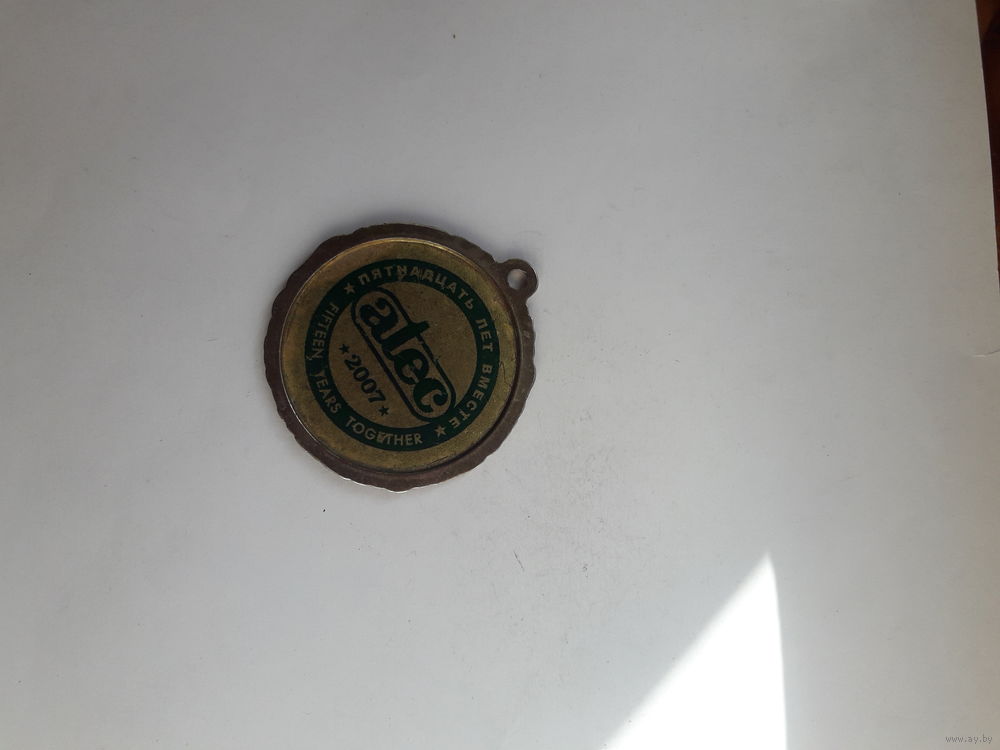 ★ ПЯТНАДЦАТЬ ЛЕТ ВМЕСТЕ ★
atec
★ 2007 ★
FIFTEEN YEARS TOGETHER
www.ay.by